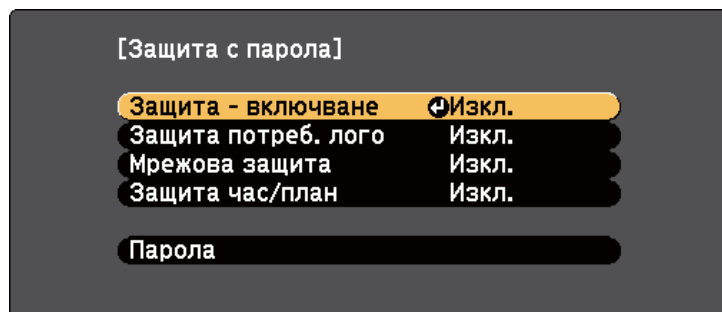 [Защита с парола]
Защита - включване Изкл.
Защита потреб. лого Изкл.
Мрежова защита Изкл.
Защита час/план Изкл.
Парола